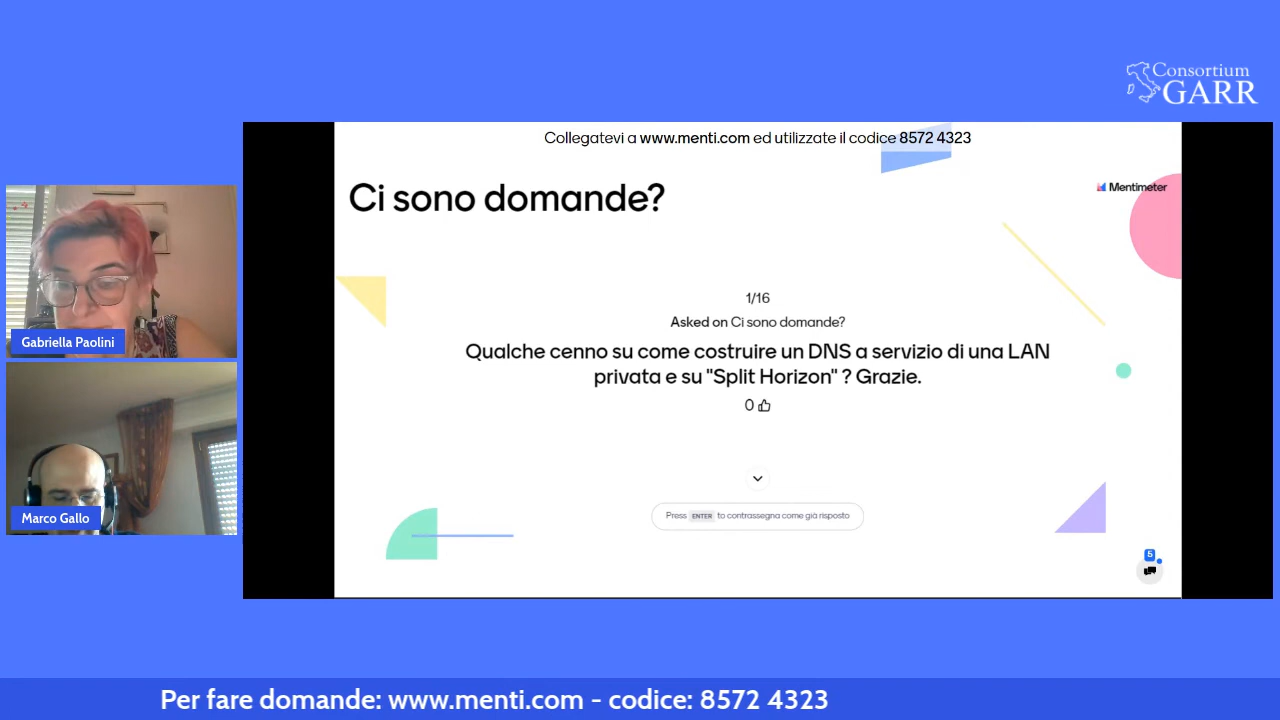 Consortium
GARR
Collegatevi a www.menti.com ed utilizzate il codice 8572 4323
Ci sono domande?
Mentimeter
1/16
Asked on Ci sono domande?
Qualche cenno su come costruire un DNS a servizio di una LAN
privata e su "Split Horizon" ? Grazie.
0
Press ENTER to contrassegna come già risposto
5
Gabriella Paolini
Marco Gallo
Per fare domande: www.menti.com - codice: 8572 4323